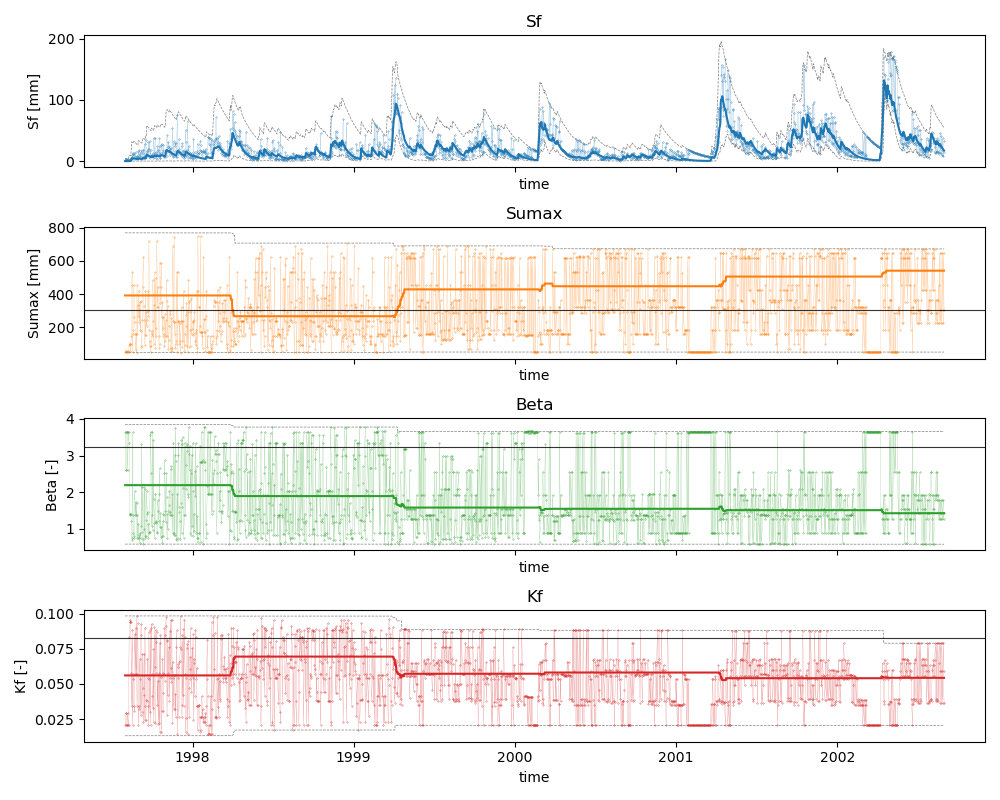 Sf
200
100
0
Sf [mm]
time
Sumax
800
600
400
200
Sumax [mm]
time
Beta
4
3
2
1
Beta [-]
time
Kf
0.100
0.075
0.050
0.025
Kf [-]
1998 1999 2000 2001 2002
time